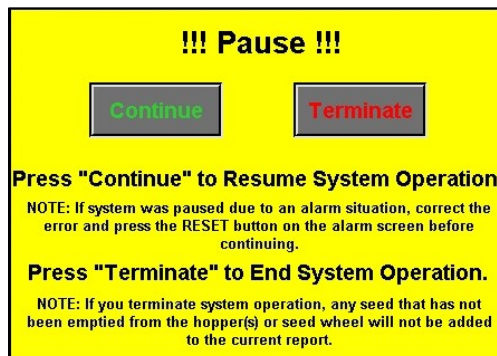 !!! Pause !!!
Continue Terminate
Press "Continue" to Resume System Operation
NOTE: If system was paused due to an alarm situation, correct the
error and press the RESET button on the alarm screen before
continuing.
Press "Terminate" to End System Operation.
NOTE: If you terminate system operation, any seed that has not
been emptied from the hopper(s) or seed wheel will not be added
to the current report.